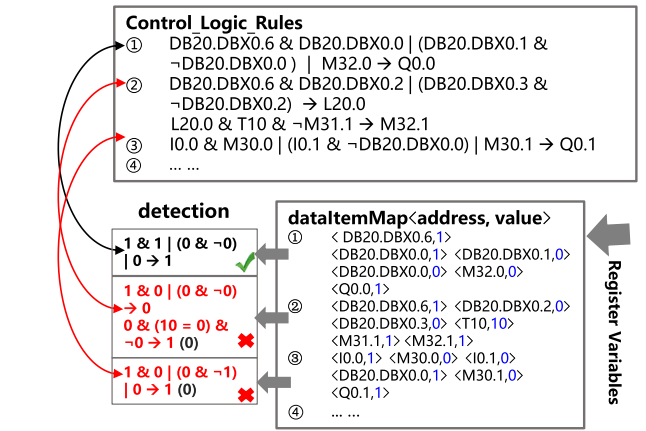 Control_Logic_Rules
① DB20.DBX0.6 & DB20.DBX0.0 | (DB20.DBX0.1 &
¬DB20.DBX0.0 ) | M32.0 → Q0.0
② DB20.DBX0.6 & DB20.DBX0.2 | (DB20.DBX0.3 &
¬DB20.DBX0.2) → L20.0
L20.0 & T10 & ¬M31.1 → M32.1
③ I0.0 & M30.0 | (I0.1 & ¬DB20.DBX0.0) | M30.1 → Q0.1
④ ... ...
detection
1 & 1 | (0 & ¬0)
| 0 → 1
1 & 0 | (0 & ¬0)
→ 0
0 & (10 = 0) &
¬0 → 1 (0)
1 & 0 | (0 & ¬1)
| 0 → 1 (0)
dataItemMap<address, value>
① < DB20.DBX0.6,1>
<DB20.DBX0.0,1> <DB20.DBX0.1,0>
<DB20.DBX0.0,0> <M32.0,0>
<Q0.0,1>
② <DB20.DBX0.6,1> <DB20.DBX0.2,0>
<DB20.DBX0.3,0> <T10,10>
<M31.1,1> <M32.1,1>
③ <I0.0,1> <M30.0,0> <I0.1,0>
<DB20.DBX0.0,1> <M30.1,0>
<Q0.1,1>
④ ... ...
Register Variables